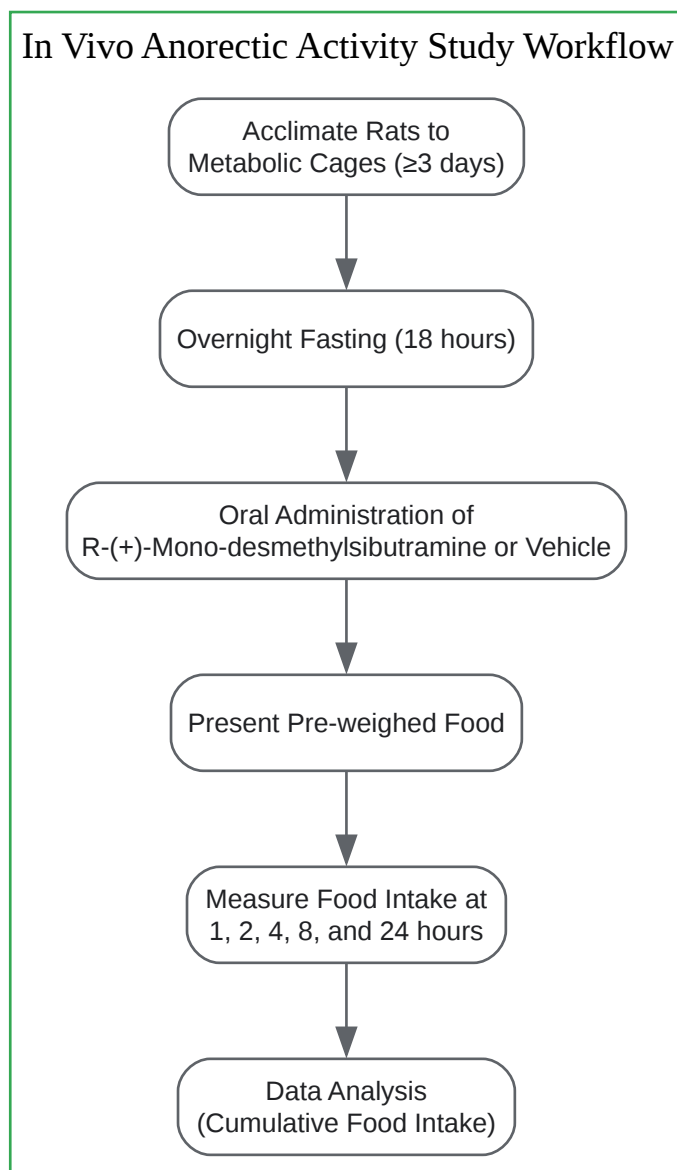 In Vivo Anorectic Activity Study Workflow
Acclimate Rats to
Metabolic Cages (≥3 days)
Overnight Fasting (18 hours)
Oral Administration of
R-(+)-Mono-desmethylsibutramine or Vehicle
Present Pre-weighed Food
Measure Food Intake at
1, 2, 4, 8, and 24 hours
Data Analysis
(Cumulative Food Intake)